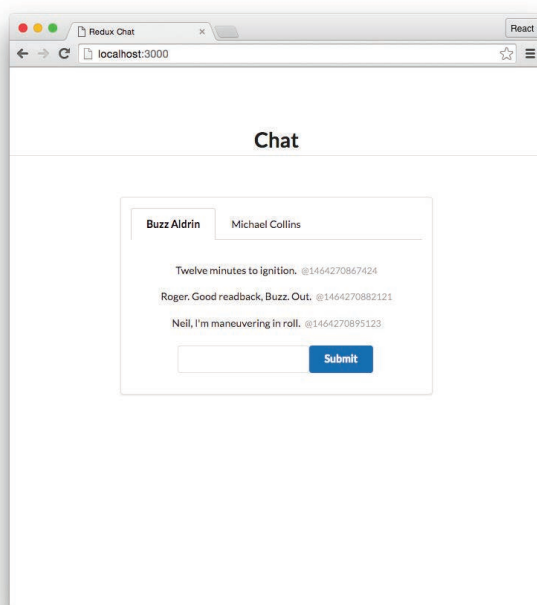 Redux Chat
React
localhost:3000
Chat
Buzz Aldrin Michael Collins
Twelve minutes to ignition. @1464270867424
Roger. Good readback, Buzz. Out. @1464270882121
Neil, I'm maneuvering in roll. @1464270895123
Submit